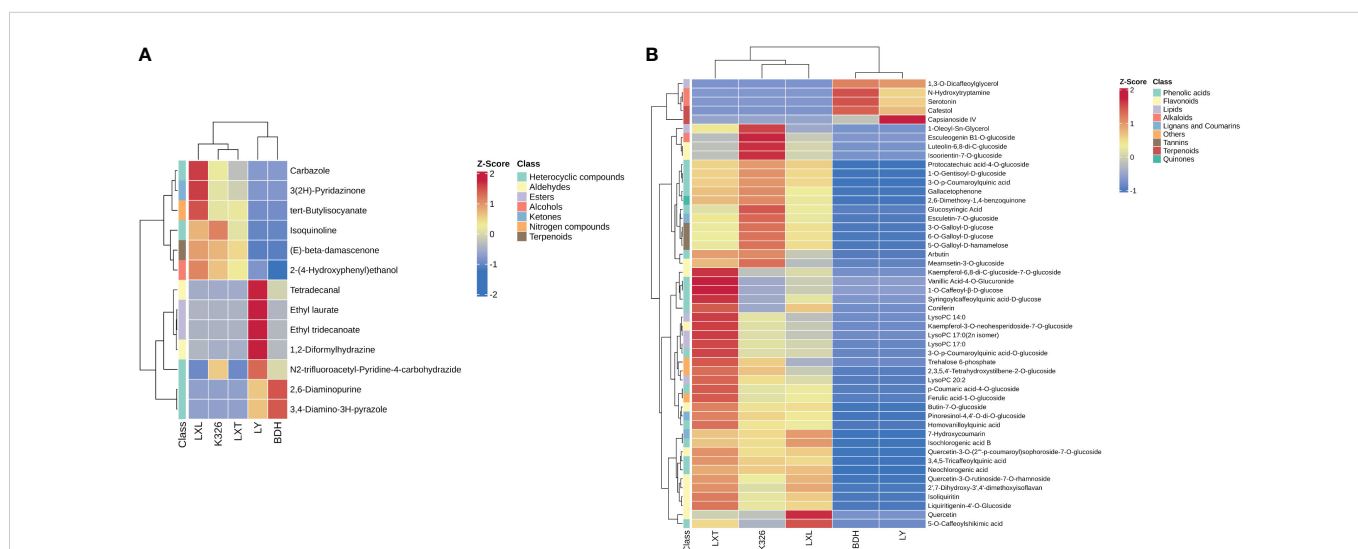 A
Carbazole
3(2H)-Pyridazinone
tert-Butylisocyanate
Isoquinoline
(E)-beta-damascenone
2-(4-Hydroxyphenyl)ethanol
Tetradecanal
Ethyl laurate
Ethyl tridecanoate
1,2-Diformylhydrazine
N2-trifluoroacetyl-Pyridine-4-carbohydrazide
2,6-Diaminopurine
3,4-Diamino-3H-pyrazole
Class
LXL
K326
LXT
LY
BDH
Z-Score
2
1
0
-1
-2
Class
Heterocyclic compounds
Aldehydes
Esters
Alcohols
Ketones
Nitrogen compounds
Terpenoids
B
1,3-O-Dicaffeoylglycerol
N-Hydroxytryptamine
Serotonin
Cafestol
Capsianoside IV
1-Oleoyl-Sn-Glycerol
Esculeogenin B1-O-glucoside
Luteolin-6,8-di-C-glucoside
Isoorientin-7-O-glucoside
Protocatechuic acid-4-O-glucoside
1-O-Gentisoyl-D-glucoside
3-O-p-Coumaroylquinic acid
Gallacetophenone
2,6-Dimethoxy-1,4-benzoquinone
Glucosyringic Acid
Esculetin-7-O-glucoside
3-O-Galloyl-D-glucose
6-O-Galloyl-D-glucose
5-O-Galloyl-D-hamamelose
Arbutin
Mearnsetin-3-O-glucoside
Kaempferol-6,8-di-C-glucoside-7-O-glucoside
Vanillic Acid-4-O-Glucuronide
1-O-Caffeoyl-β-D-glucose
Syringoylcaffeoylquinic acid-D-glucose
Coniferin
LysoPC 14:0
Kaempferol-3-O-neohesperidoside-7-O-glucoside
LysoPC 17:0(2n isomer)
LysoPC 17:0
3-O-p-Coumaroylquinic acid-O-glucoside
Trehalose 6-phosphate
2,3,5,4'-Tetrahydroxystilbene-2-O-glucoside
LysoPC 20:2
p-Coumaric acid-4-O-glucoside
Ferulic acid-1-O-glucoside
Butin-7-O-glucoside
Pinoresinol-4,4'-O-di-O-glucoside
Homovanilloylquinic acid
7-Hydroxycoumarin
Isochlorogenic acid B
Quercetin-3-O-(2'''-p-coumaroyl)sophoroside-7-O-glucoside
3,4,5-Tricaffeoylquinic acid
Neochlorogenic acid
Quercetin-3-O-rutinoside-7-O-rhamnoside
2',7-Dihydroxy-3',4'-dimethoxyisoflavan
Isoliquiritin
Liquiritigenin-4'-O-Glucoside
Quercetin
5-O-Caffeoylshikimic acid
Class
LXT
K326
LXL
BDH
LY
Z-Score
2
1
0
-1
Class
Phenolic acids
Flavonoids
Lipids
Alkaloids
Lignans and Coumarins
Others
Tannins
Terpenoids
Quinones